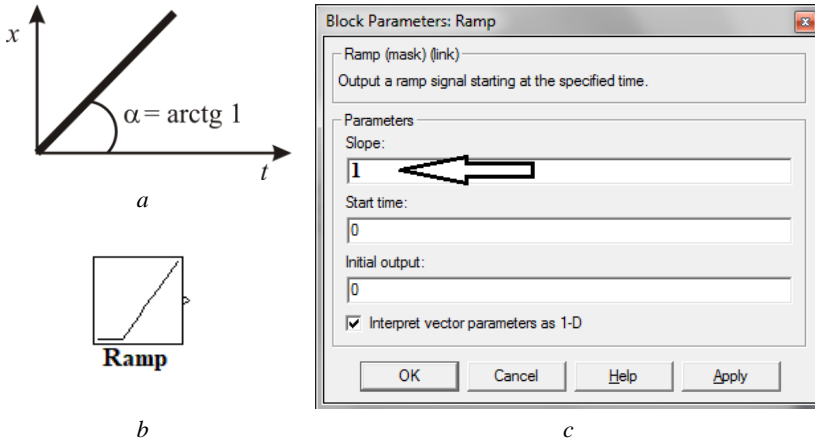 x
α = arctg 1
t
a
Ramp
b
Block Parameters: Ramp
Ramp (mask) (link)
Output a ramp signal starting at the specified time.
Parameters
Slope:
1
Start time:
0
Initial output:
0
Interpret vector parameters as 1-D
OK Cancel Help Apply
c